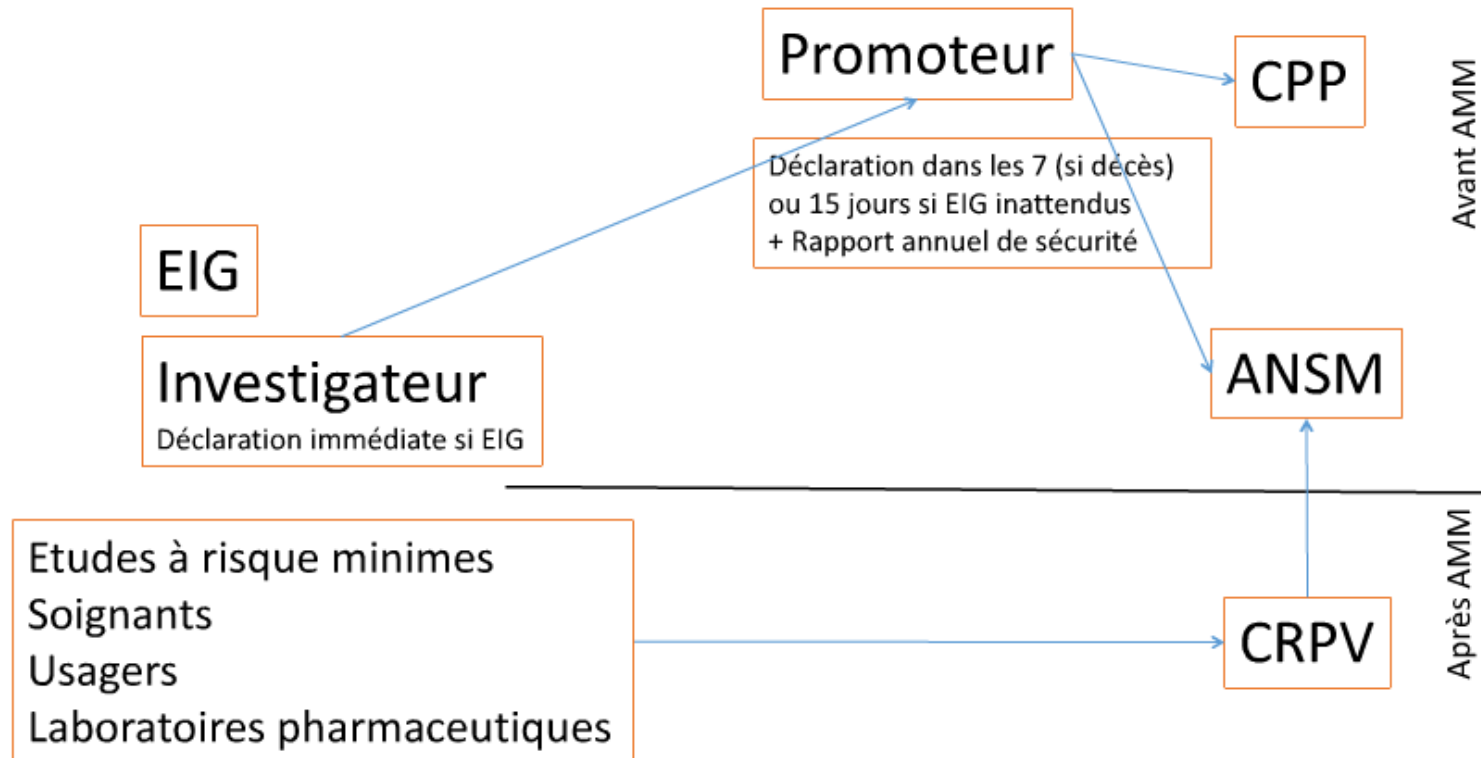 Promoteur
CPP
Avant AMM
Déclaration dans les 7 (si décès)
ou 15 jours si EIG inattendus
+ Rapport annuel de sécurité
EIG
Investigateur
Déclaration immédiate si EIG
ANSM
Etudes à risque minimes
Soignants
Usagers
Laboratoires pharmaceutiques
CRPV
Après AMM